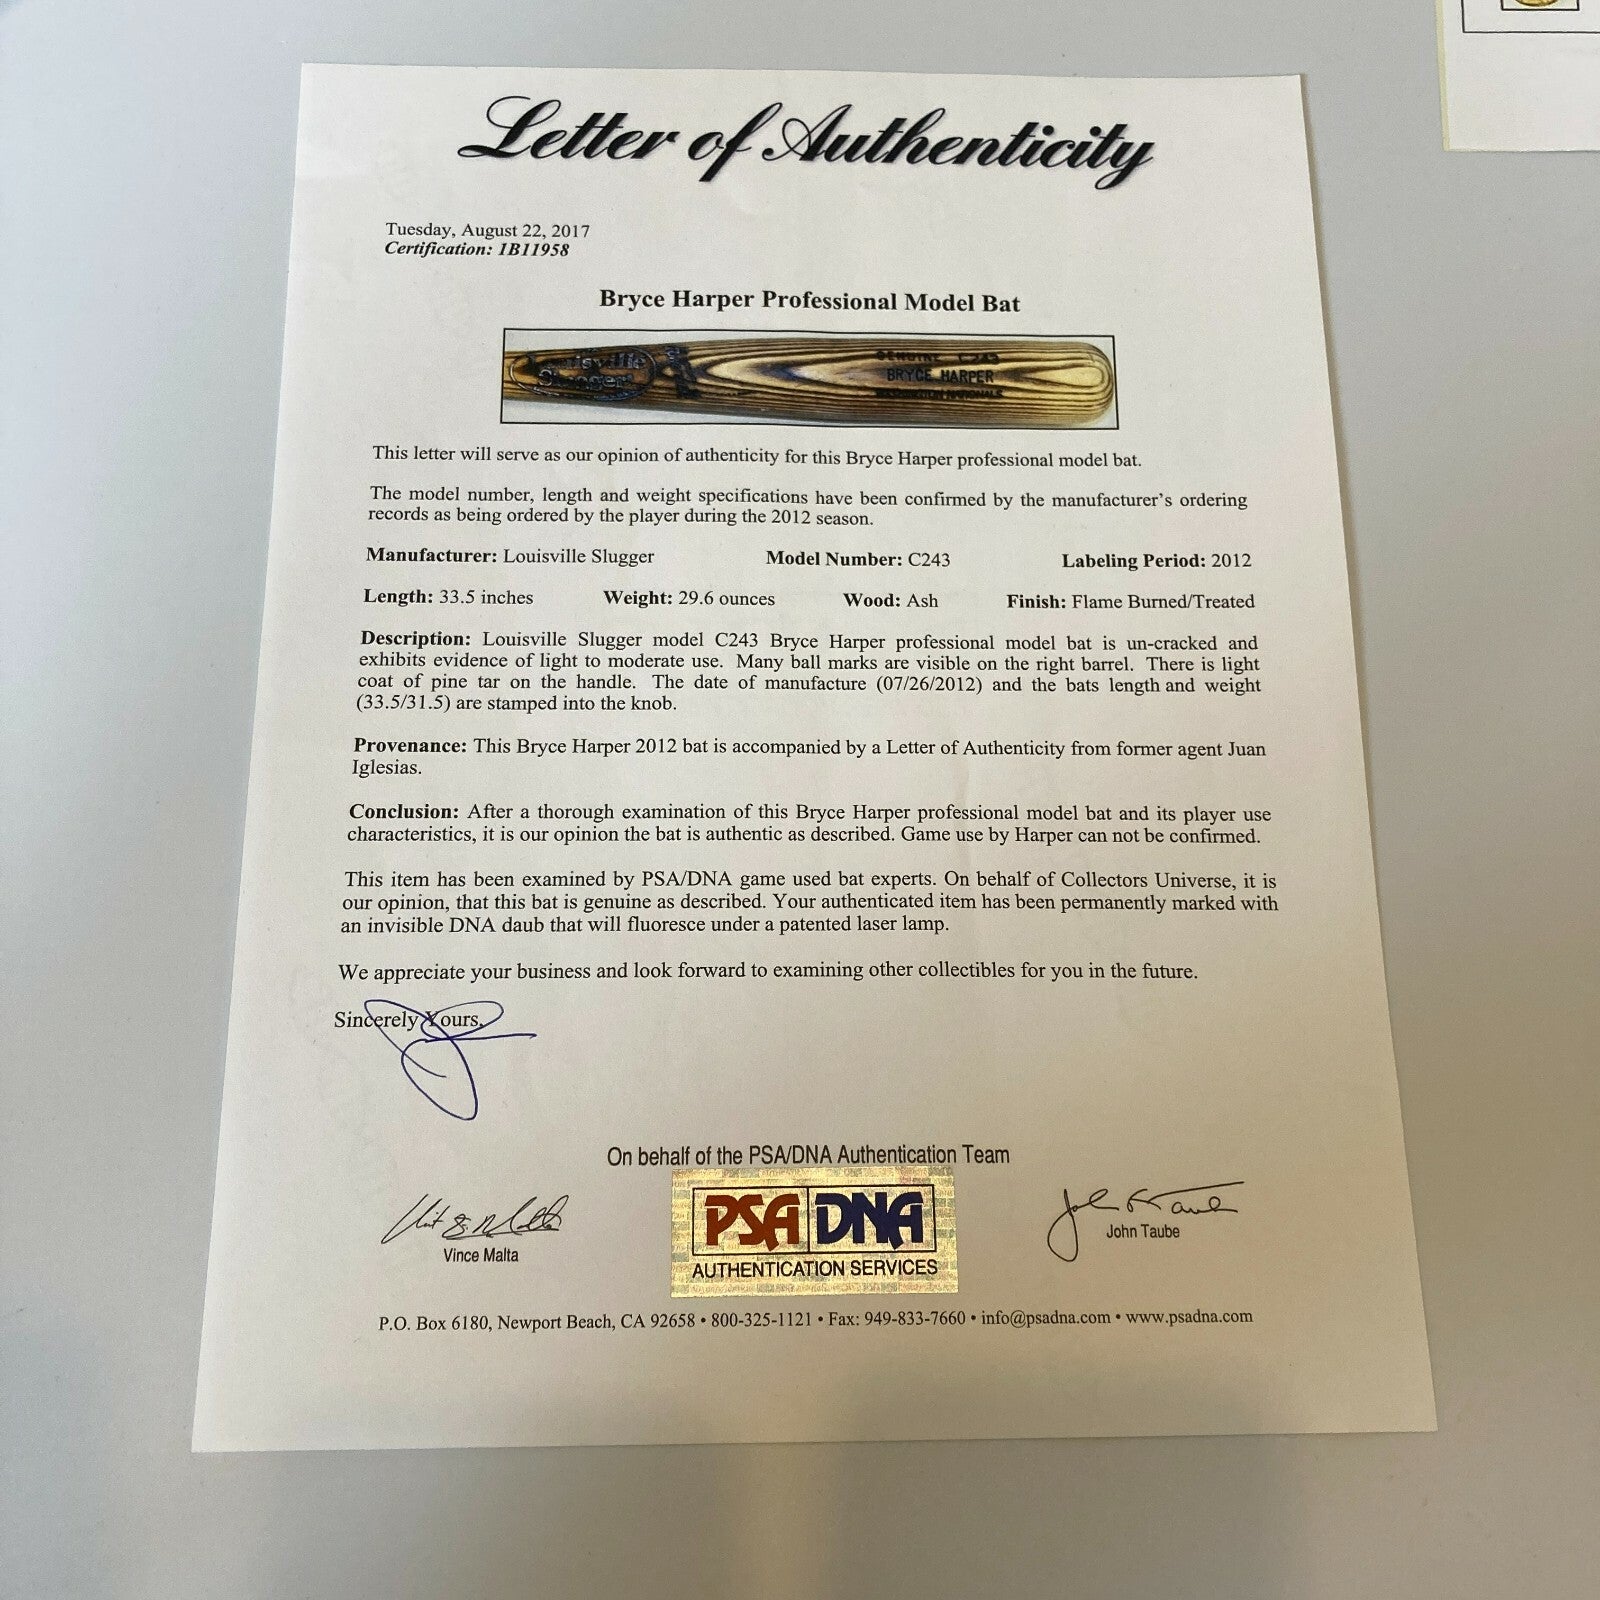 Letter of Authenticity
Tuesday, August 22, 2017
Certification: 1B11958
Bryce Harper Professional Model Bat
Louisville
Slugger
GENUINE C243
BRYCE HARPER
WASHINGTON NATIONALS
This letter will serve as our opinion of authenticity for this Bryce Harper professional model bat.
The model number, length and weight specifications have been confirmed by the manufacturer's ordering
records as being ordered by the player during the 2012 season.
Manufacturer: Louisville Slugger Model Number: C243 Labeling Period: 2012
Length: 33.5 inches Weight: 29.6 ounces Wood: Ash Finish: Flame Burned/Treated
Description: Louisville Slugger model C243 Bryce Harper professional model bat is un-cracked and
exhibits evidence of light to moderate use. Many ball marks are visible on the right barrel. There is light
coat of pine tar on the handle. The date of manufacture (07/26/2012) and the bats length and weight
(33.5/31.5) are stamped into the knob.
Provenance: This Bryce Harper 2012 bat is accompanied by a Letter of Authenticity from former agent Juan
Iglesias.
Conclusion: After a thorough examination of this Bryce Harper professional model bat and its player use
characteristics, it is our opinion the bat is authentic as described. Game use by Harper can not be confirmed.
This item has been examined by PSA/DNA game used bat experts. On behalf of Collectors Universe, it is
our opinion, that this bat is genuine as described. Your authenticated item has been permanently marked with
an invisible DNA daub that will fluoresce under a patented laser lamp.
We appreciate your business and look forward to examining other collectibles for you in the future.
Sincerely Yours,
On behalf of the PSA/DNA Authentication Team
PSA DNA
AUTHENTICATION SERVICES
Vince Malta
John Taube
P.O. Box 6180, Newport Beach, CA 92658 • 800-325-1121 • Fax: 949-833-7660 • info@psadna.com • www.psadna.com